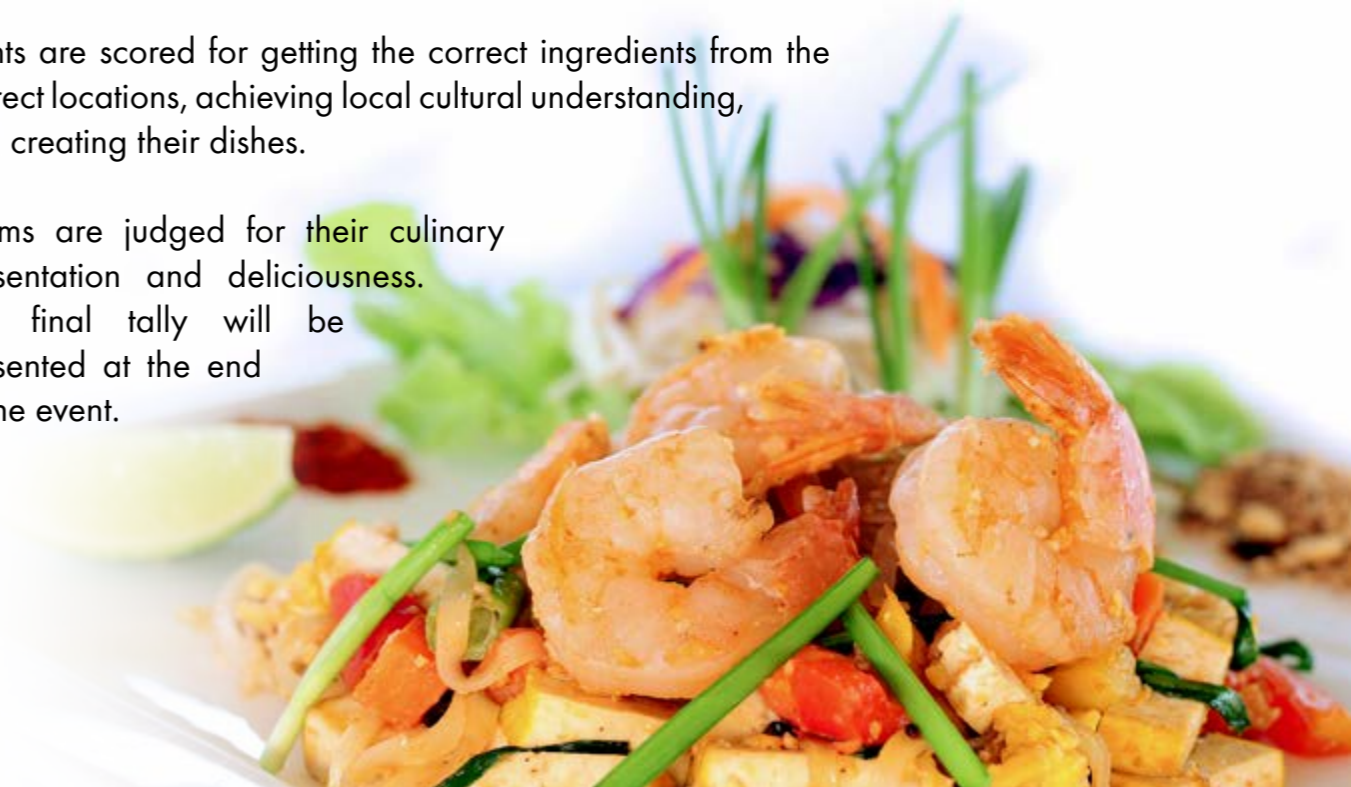 nts are scored for getting the correct ingredients from the
rect locations, achieving local cultural understanding,
creating their dishes.
ms are judged for their culinary
sentation and deliciousness.
final tally will be
sented at the end
he event.